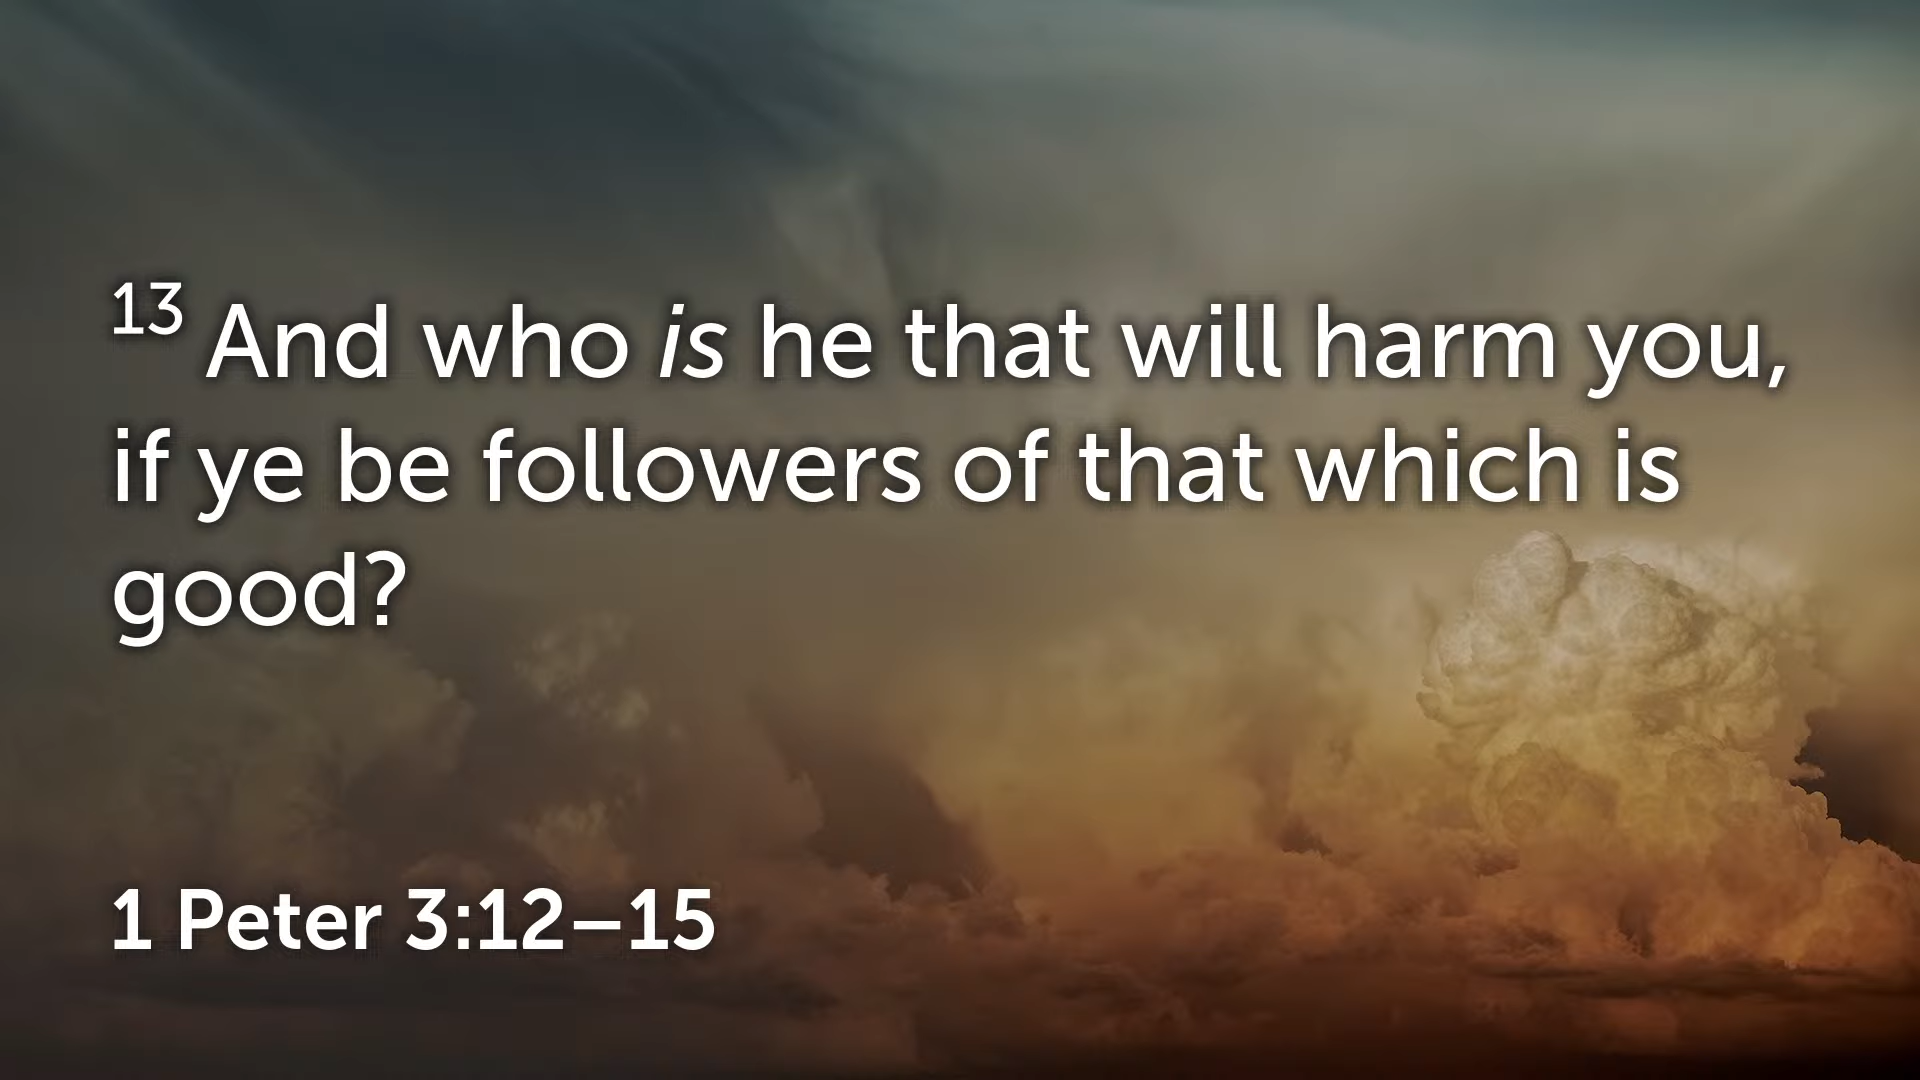 13 And who is he that will harm you,
if ye be followers of that which is
good?
1 Peter 3:12–15